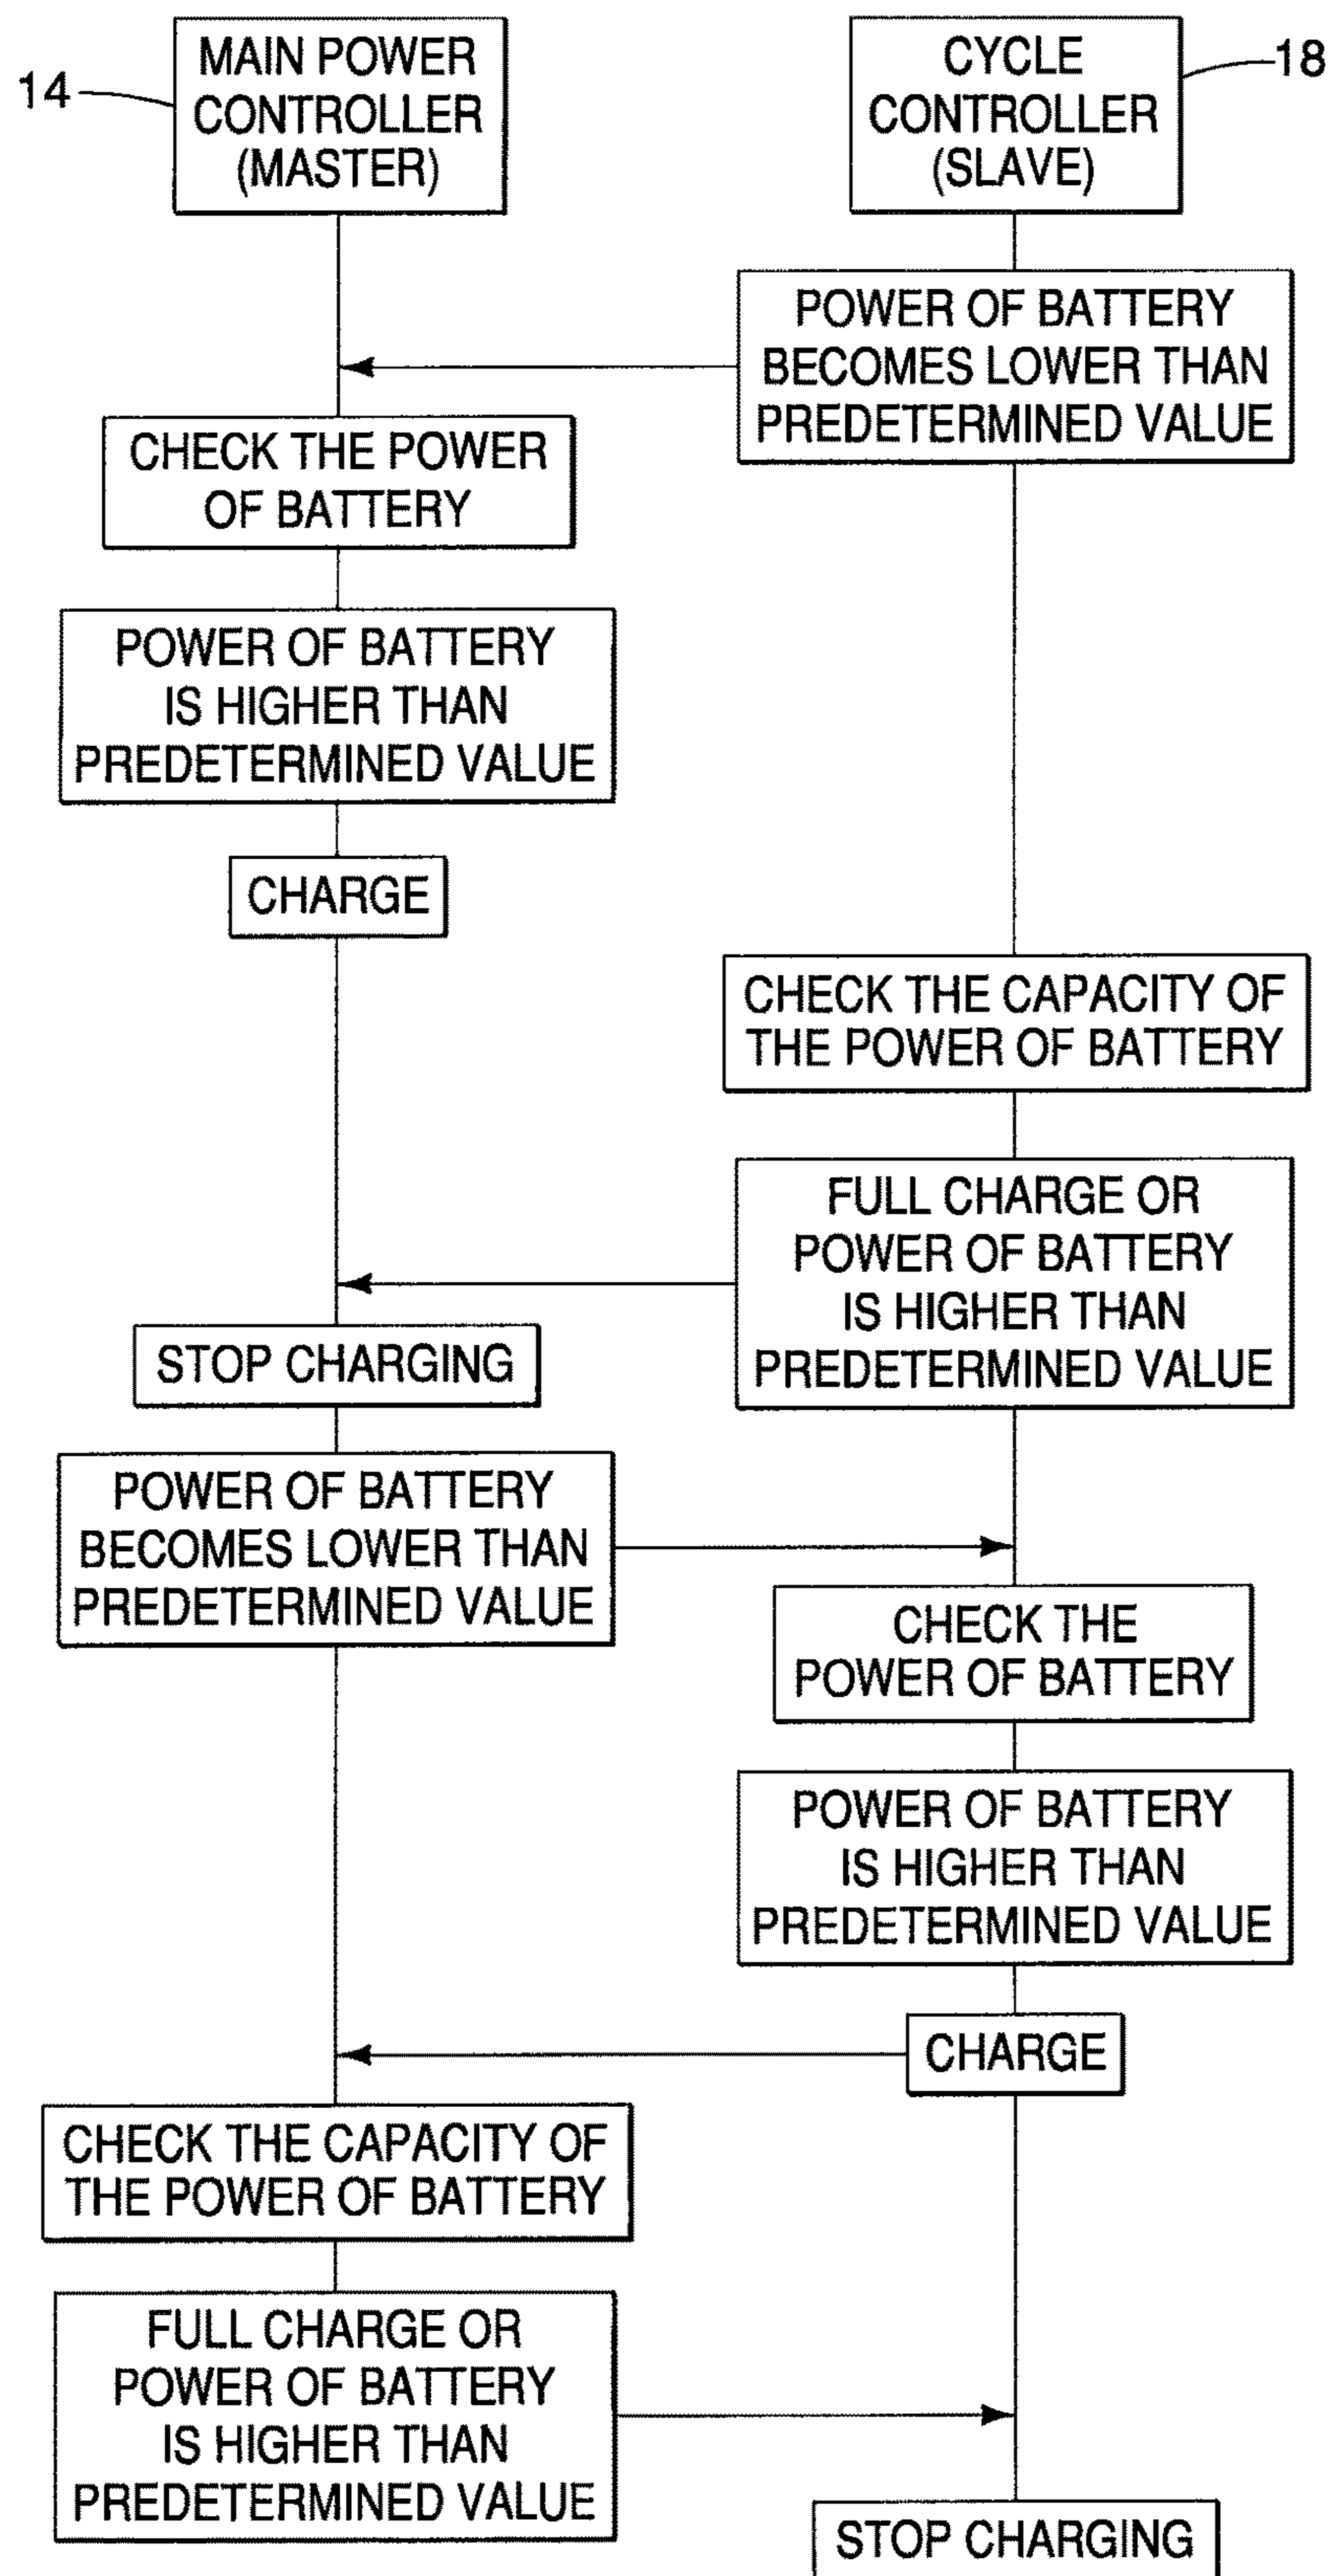 14
MAIN POWER
CONTROLLER
(MASTER)
CYCLE
CONTROLLER
(SLAVE)
18
POWER OF BATTERY
BECOMES LOWER THAN
PREDETERMINED VALUE
CHECK THE POWER
OF BATTERY
POWER OF BATTERY
IS HIGHER THAN
PREDETERMINED VALUE
CHARGE
CHECK THE CAPACITY OF
THE POWER OF BATTERY
FULL CHARGE OR
POWER OF BATTERY
IS HIGHER THAN
PREDETERMINED VALUE
STOP CHARGING
POWER OF BATTERY
BECOMES LOWER THAN
PREDETERMINED VALUE
CHECK THE
POWER OF BATTERY
POWER OF BATTERY
IS HIGHER THAN
PREDETERMINED VALUE
CHARGE
CHECK THE CAPACITY OF
THE POWER OF BATTERY
FULL CHARGE OR
POWER OF BATTERY
IS HIGHER THAN
PREDETERMINED VALUE
STOP CHARGING